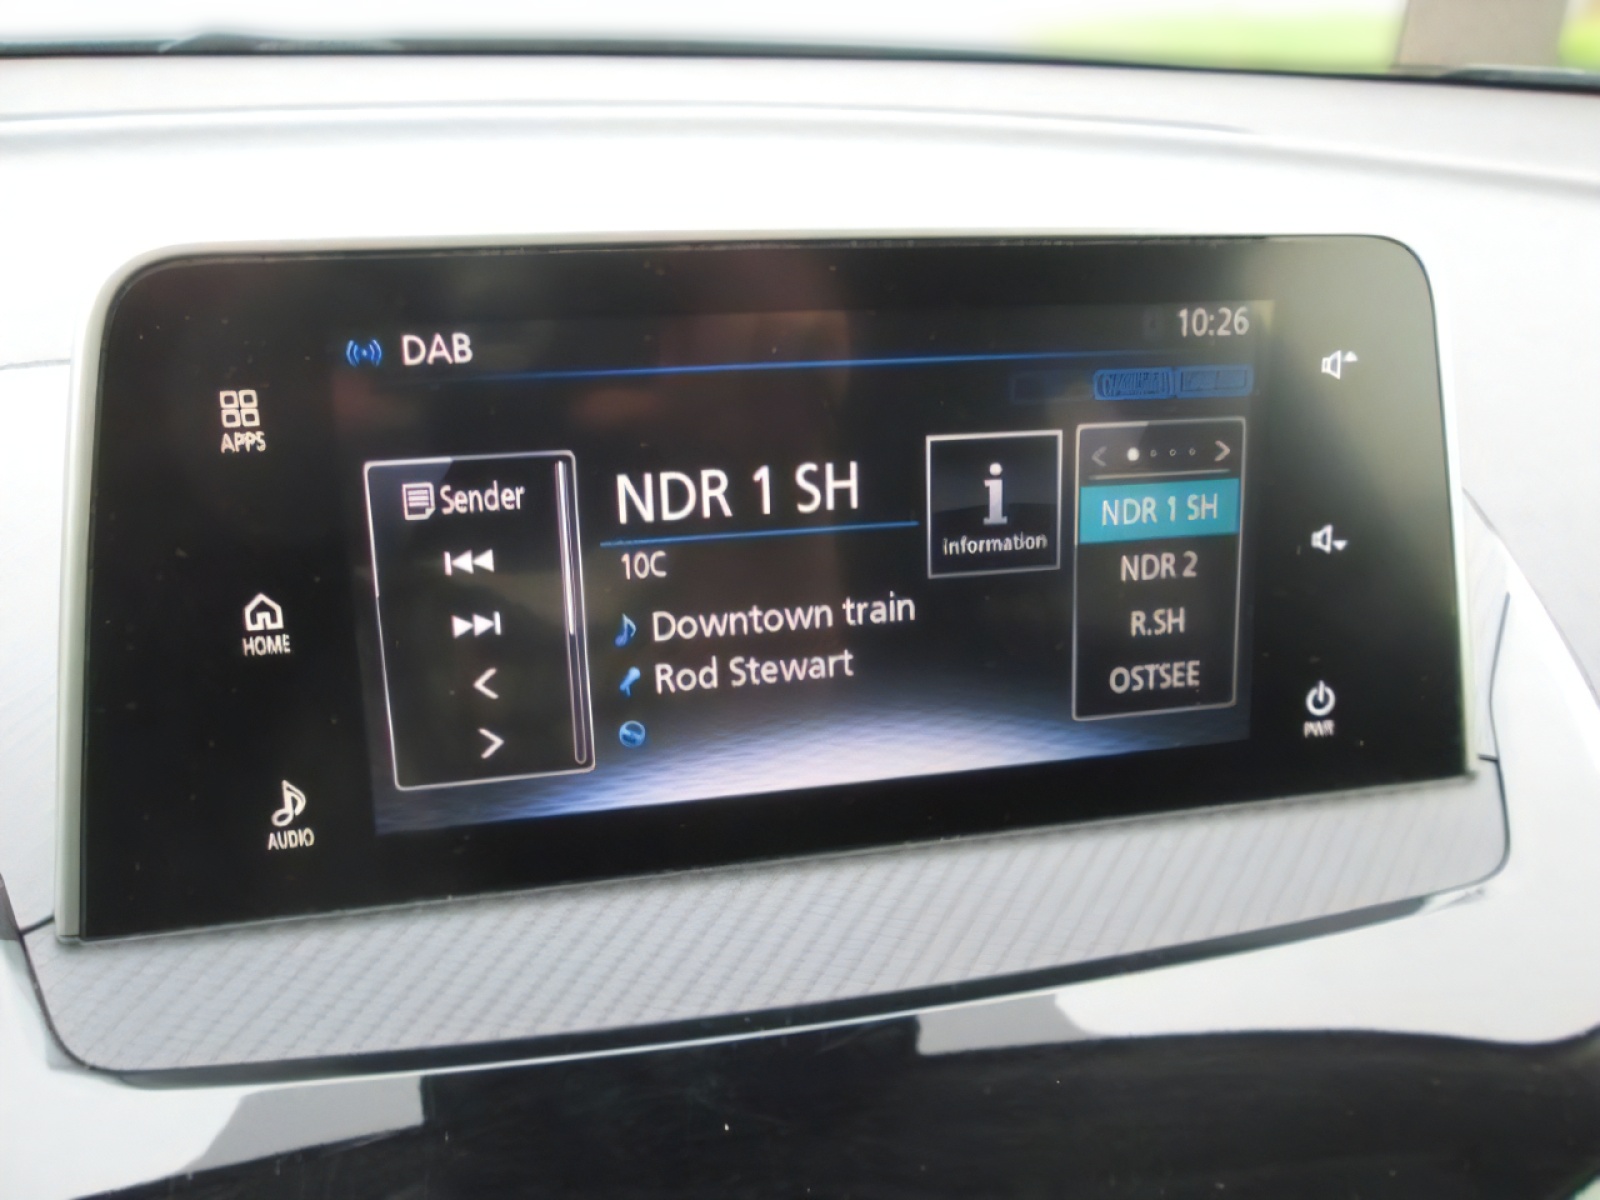 DAB
10:26
APPS
HOME
AUDIO
Sender
NDR 1 SH
10C
Downtown train
Rod Stewart
i
Information
NDR 1 SH
NDR 2
R.SH
OSTSEE
PWR